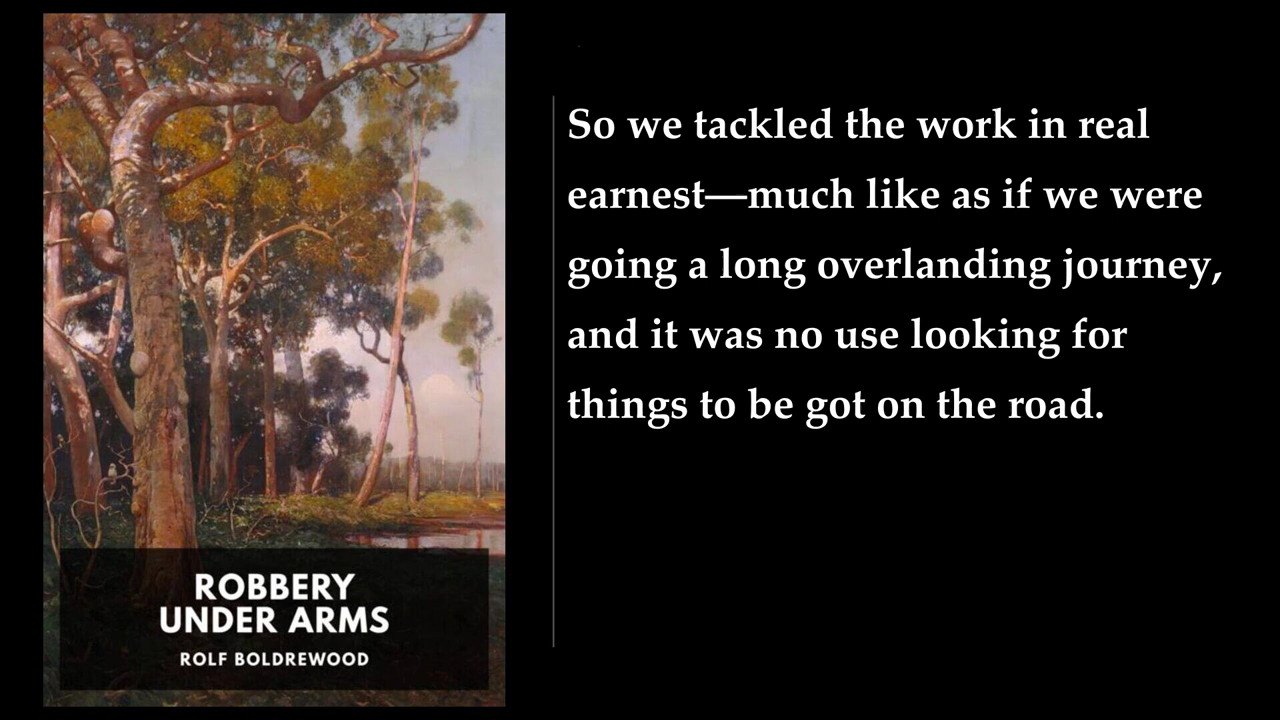 So we tackled the work in real
earnest—much like as if we were
going a long overlanding journey,
and it was no use looking for
things to be got on the road.
ROBBERY
UNDER ARMS
ROLF BOLDREWOOD